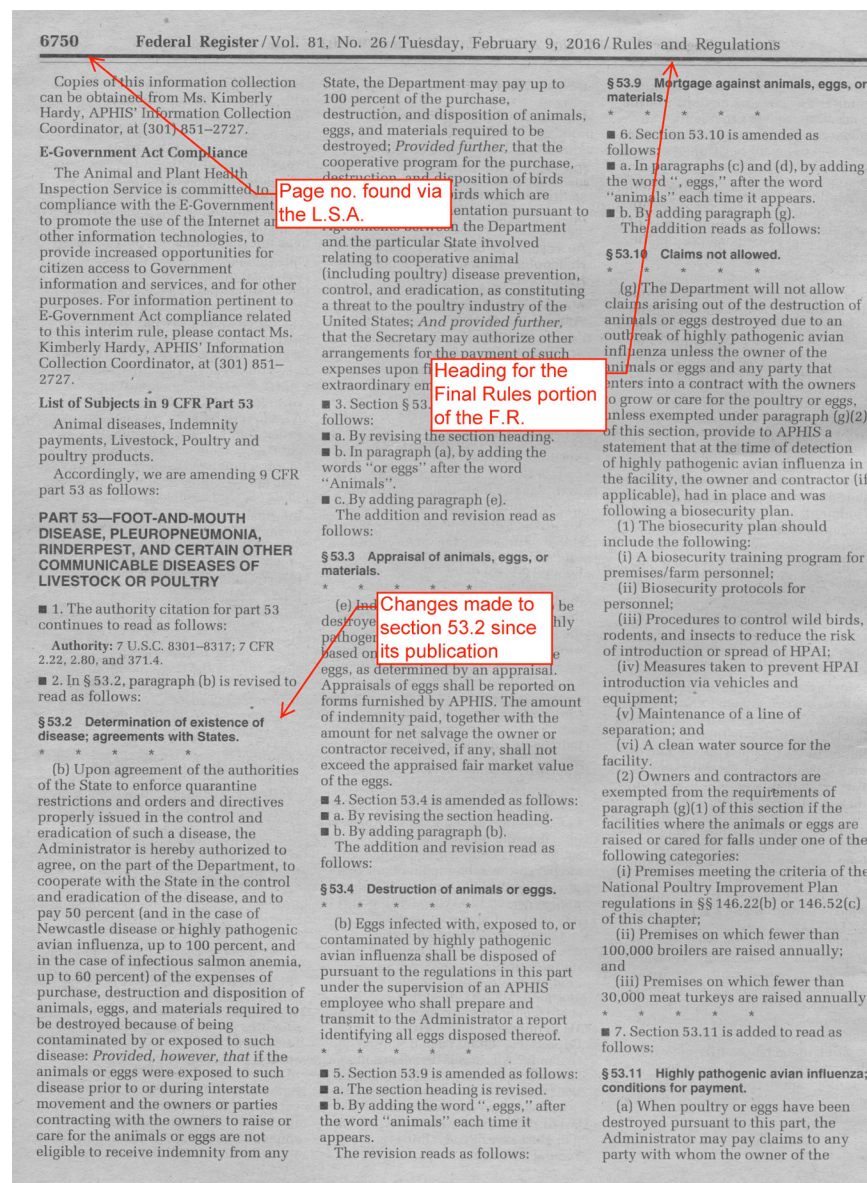 6750 Federal Register/Vol. 81, No. 26/Tuesday, February 9, 2016/Rules and Regulations
Copies of this information collection
can be obtained from Ms. Kimberly
Hardy, APHIS' Information Collection
Coordinator, at (301) 851–2727.
E-Government Act Compliance
The Animal and Plant Health
Inspection Service is committed to
compliance with the E-Government
to promote the use of the Internet and
other information technologies, to
provide increased opportunities for
citizen access to Government
information and services, and for other
purposes. For information pertinent to
E-Government Act compliance related
to this interim rule, please contact Ms.
Kimberly Hardy, APHIS' Information
Collection Coordinator, at (301) 851–
2727.
List of Subjects in 9 CFR Part 53
Animal diseases, Indemnity
payments, Livestock, Poultry and
poultry products.
Accordingly, we are amending 9 CFR
part 53 as follows:
PART 53—FOOT-AND-MOUTH
DISEASE, PLEUROPNEUMONIA,
RINDERPEST, AND CERTAIN OTHER
COMMUNICABLE DISEASES OF
LIVESTOCK OR POULTRY
■ 1. The authority citation for part 53
continues to read as follows:
Authority: 7 U.S.C. 8301–8317; 7 CFR
2.22, 2.80, and 371.4.
■ 2. In § 53.2, paragraph (b) is revised to
read as follows:
§ 53.2 Determination of existence of
disease; agreements with States.
* * * * *
(b) Upon agreement of the authorities
of the State to enforce quarantine
restrictions and orders and directives
properly issued in the control and
eradication of such a disease, the
Administrator is hereby authorized to
agree, on the part of the Department, to
cooperate with the State in the control
and eradication of the disease, and to
pay 50 percent (and in the case of
Newcastle disease or highly pathogenic
avian influenza, up to 100 percent, and
in the case of infectious salmon anemia,
up to 60 percent) of the expenses of
purchase, destruction and disposition of
animals, eggs, and materials required to
be destroyed because of being
contaminated by or exposed to such
disease: Provided, however, that if the
animals or eggs were exposed to such
disease prior to or during interstate
movement and the owners or parties
contracting with the owners to raise or
care for the animals or eggs are not
eligible to receive indemnity from any
State, the Department may pay up to
100 percent of the purchase,
destruction, and disposition of animals,
eggs, and materials required to be
destroyed; Provided further, that the
cooperative program for the purchase,
destruction, and disposition of birds
birds which are
pursuant to
Agreements between the Department
and the particular State involved
relating to cooperative animal
(including poultry) disease prevention,
control, and eradication, as constituting
a threat to the poultry industry of the
United States; And provided further,
that the Secretary may authorize other
arrangements for the payment of such
expenses upon
extraordinary
■ 3. Section § 53.
follows:
■ a. By revising the section heading.
■ b. In paragraph (a), by adding the
words "or eggs" after the word
"Animals".
■ c. By adding paragraph (e).
The addition and revision read as
follows:
§ 53.3 Appraisal of animals, eggs, or
materials.
* * * * *
(e) be
based on
eggs, as determined by an appraisal.
Appraisals of eggs shall be reported on
forms furnished by APHIS. The amount
of indemnity paid, together with the
amount for net salvage the owner or
contractor received, if any, shall not
exceed the appraised fair market value
of the eggs.
■ 4. Section 53.4 is amended as follows:
■ a. By revising the section heading.
■ b. By adding paragraph (b).
The addition and revision read as
follows:
§ 53.4 Destruction of animals or eggs.
* * * * *
(b) Eggs infected with, exposed to, or
contaminated by highly pathogenic
avian influenza shall be disposed of
pursuant to the regulations in this part
under the supervision of an APHIS
employee who shall prepare and
transmit to the Administrator a report
identifying all eggs disposed thereof.
* * * * *
■ 5. Section 53.9 is amended as follows:
■ a. The section heading is revised.
■ b. By adding the word ", eggs," after
the word "animals" each time it
appears.
The revision reads as follows:
§ 53.9 Mortgage against animals, eggs, or
materials.
* * * * *
■ 6. Section 53.10 is amended as
follows:
■ a. In paragraphs (c) and (d), by adding
the word ", eggs," after the word
"animals" each time it appears.
■ b. By adding paragraph (g).
The addition reads as follows:
§ 53.10 Claims not allowed.
* * * * *
(g) The Department will not allow
claims arising out of the destruction of
animals or eggs destroyed due to an
outbreak of highly pathogenic avian
influenza unless the owner of the
animals or eggs and any party that
enters into a contract with the owners
to grow or care for the poultry or eggs,
unless exempted under paragraph (g)(2)
of this section, provide to APHIS a
statement that at the time of detection
of highly pathogenic avian influenza in
the facility, the owner and contractor (if
applicable), had in place and was
following a biosecurity plan.
(1) The biosecurity plan should
include the following:
(i) A biosecurity training program for
premises/farm personnel;
(ii) Biosecurity protocols for
personnel;
(iii) Procedures to control wild birds,
rodents, and insects to reduce the risk
of introduction or spread of HPAI;
(iv) Measures taken to prevent HPAI
introduction via vehicles and
equipment;
(v) Maintenance of a line of
separation; and
(vi) A clean water source for the
facility.
(2) Owners and contractors are
exempted from the requirements of
paragraph (g)(1) of this section if the
facilities where the animals or eggs are
raised or cared for falls under one of the
following categories:
(i) Premises meeting the criteria of the
National Poultry Improvement Plan
regulations in §§ 146.22(b) or 146.52(c)
of this chapter;
(ii) Premises on which fewer than
100,000 broilers are raised annually;
and
(iii) Premises on which fewer than
30,000 meat turkeys are raised annually
* * * * *
■ 7. Section 53.11 is added to read as
follows:
§ 53.11 Highly pathogenic avian influenza;
conditions for payment.
(a) When poultry or eggs have been
destroyed pursuant to this part, the
Administrator may pay claims to any
party with whom the owner of the
Page no. found via
the L.S.A.
Heading for the
Final Rules portion
of the F.R.
Changes made to
section 53.2 since
its publication